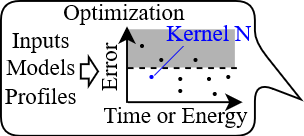 Optimization
Kernel N
Inputs
Models
Profiles
Error
Time or Energy